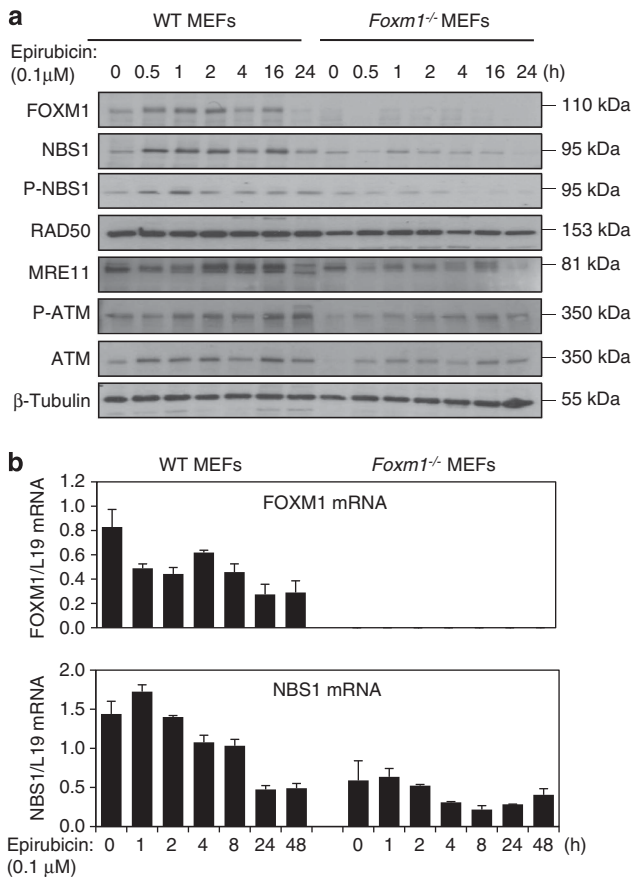 a
WT MEFs Foxm1-/- MEFs
Epirubicin:
(0.1μM) 0 0.5 1 2 4 16 24 0 0.5 1 2 4 16 24 (h)
FOXM1 110 kDa
NBS1 95 kDa
P-NBS1 95 kDa
RAD50 153 kDa
MRE11 81 kDa
P-ATM 350 kDa
ATM 350 kDa
β-Tubulin 55 kDa
b
WT MEFs Foxm1-/- MEFs
FOXM1 mRNA
FOXM1/L19 mRNA
1.2
1.0
0.8
0.6
0.4
0.2
0.0
NBS1 mRNA
NBS1/L19 mRNA
2.0
1.5
1.0
0.5
0.0
Epirubicin: 0 1 2 4 8 24 48 0 1 2 4 8 24 48 (h)
(0.1 μM)